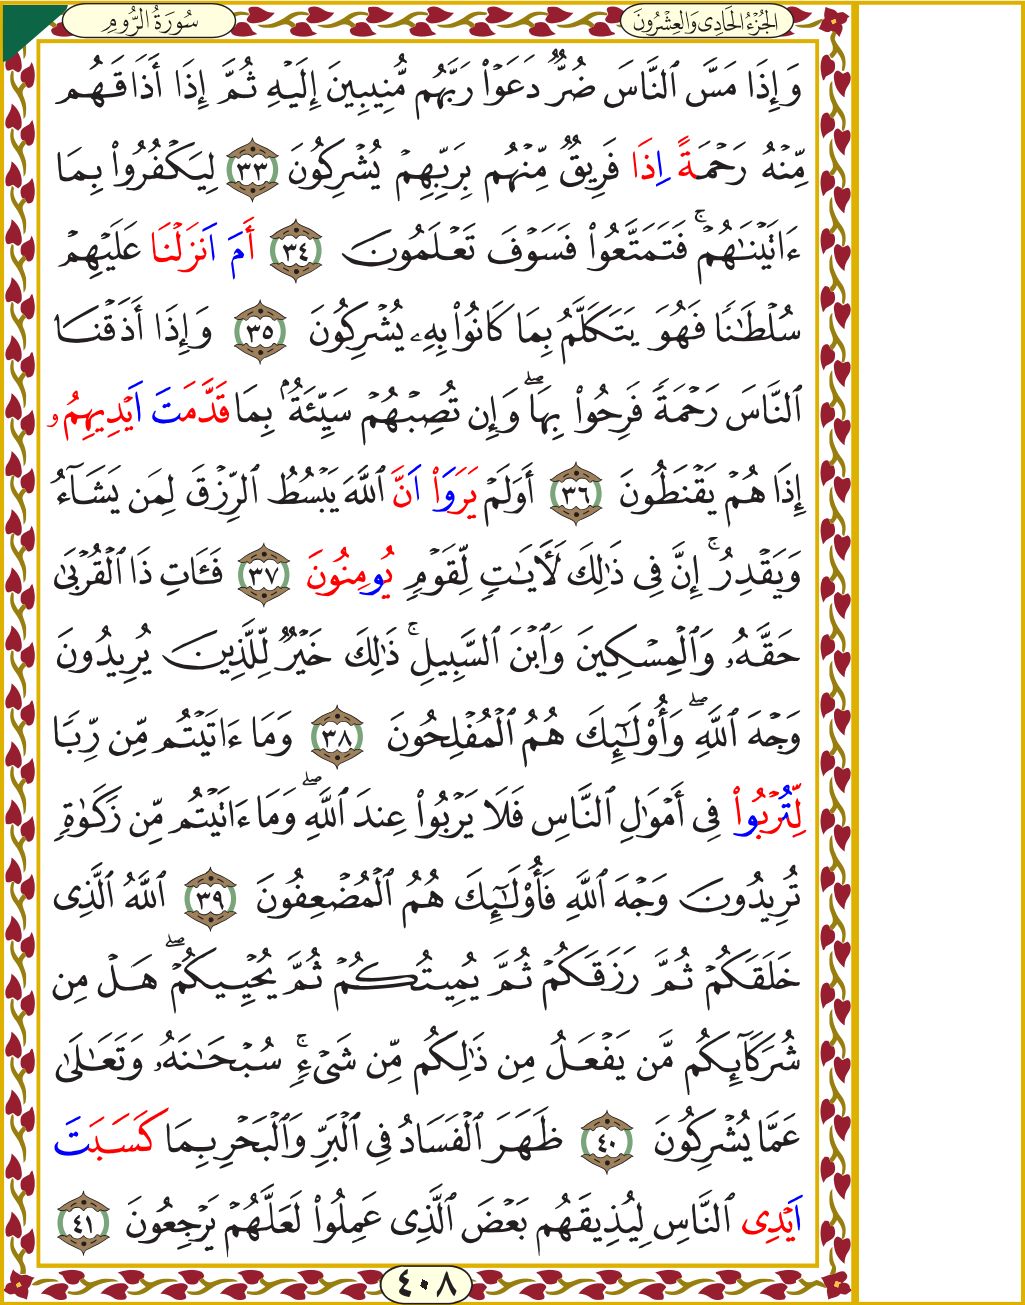 الجُزْءُ الحَادِى وَالعِشْرُونَ
سُورَةُ الرُّومِ
وَإِذَا مَسَّ ٱلنَّاسَ ضُرٌّ دَعَوْا۟ رَبَّهُم مُّنِيبِينَ إِلَيْهِ ثُمَّ إِذَا أَذَاقَهُم
مِّنْهُ رَحْمَةً اِذَا فَرِيقٌ مِّنْهُم بِرَبِّهِمْ يُشْرِكُونَ ٣٣ لِيَكْفُرُوا۟ بِمَا
ءَاتَيْنَـٰهُمْ ۚ فَتَمَتَّعُوا۟ فَسَوْفَ تَعْلَمُونَ ٣٤ أَمَ اَنزَلْنَا عَلَيْهِمْ
سُلْطَـٰنًا فَهُوَ يَتَكَلَّمُ بِمَا كَانُوا۟ بِهِۦ يُشْرِكُونَ ٣٥ وَإِذَا أَذَقْنَا
ٱلنَّاسَ رَحْمَةً فَرِحُوا۟ بِهَا ۖ وَإِن تُصِبْهُمْ سَيِّئَةٌۢ بِمَا قَدَّمَتَ اَيْدِيهِمُۥ
إِذَا هُمْ يَقْنَطُونَ ٣٦ أَوَلَمْ يَرَوَا۟ اَنَّ ٱللَّهَ يَبْسُطُ ٱلرِّزْقَ لِمَن يَشَآءُ
وَيَقْدِرُ ۚ إِنَّ فِى ذَٰلِكَ لَـَٔايَـٰتٍ لِّقَوْمٍ يُومِنُونَ ٣٧ فَـَٔاتِ ذَا ٱلْقُرْبَىٰ
حَقَّهُۥ وَٱلْمِسْكِينَ وَٱبْنَ ٱلسَّبِيلِ ۚ ذَٰلِكَ خَيْرٌ لِّلَّذِينَ يُرِيدُونَ
وَجْهَ ٱللَّهِ ۖ وَأُو۟لَـٰٓئِكَ هُمُ ٱلْمُفْلِحُونَ ٣٨ وَمَا ءَاتَيْتُم مِّن رِّبًا
لِّتُرْبُوا۟ فِى أَمْوَٰلِ ٱلنَّاسِ فَلَا يَرْبُوا۟ عِندَ ٱللَّهِ ۖ وَمَا ءَاتَيْتُم مِّن زَكَوٰةٍ
تُرِيدُونَ وَجْهَ ٱللَّهِ فَأُو۟لَـٰٓئِكَ هُمُ ٱلْمُضْعِفُونَ ٣٩ ٱللَّهُ ٱلَّذِى
خَلَقَكُمْ ثُمَّ رَزَقَكُمْ ثُمَّ يُمِيتُكُمْ ثُمَّ يُحْيِيكُمْ ۖ هَلْ مِن
شُرَكَآئِكُم مَّن يَفْعَلُ مِن ذَٰلِكُم مِّن شَىْءٍ ۚ سُبْحَـٰنَهُۥ وَتَعَـٰلَىٰ
عَمَّا يُشْرِكُونَ ٤٠ ظَهَرَ ٱلْفَسَادُ فِى ٱلْبَرِّ وَٱلْبَحْرِ بِمَا كَسَبَتَ
اَيْدِى ٱلنَّاسِ لِيُذِيقَهُم بَعْضَ ٱلَّذِى عَمِلُوا۟ لَعَلَّهُمْ يَرْجِعُونَ ٤١
٤٠٨